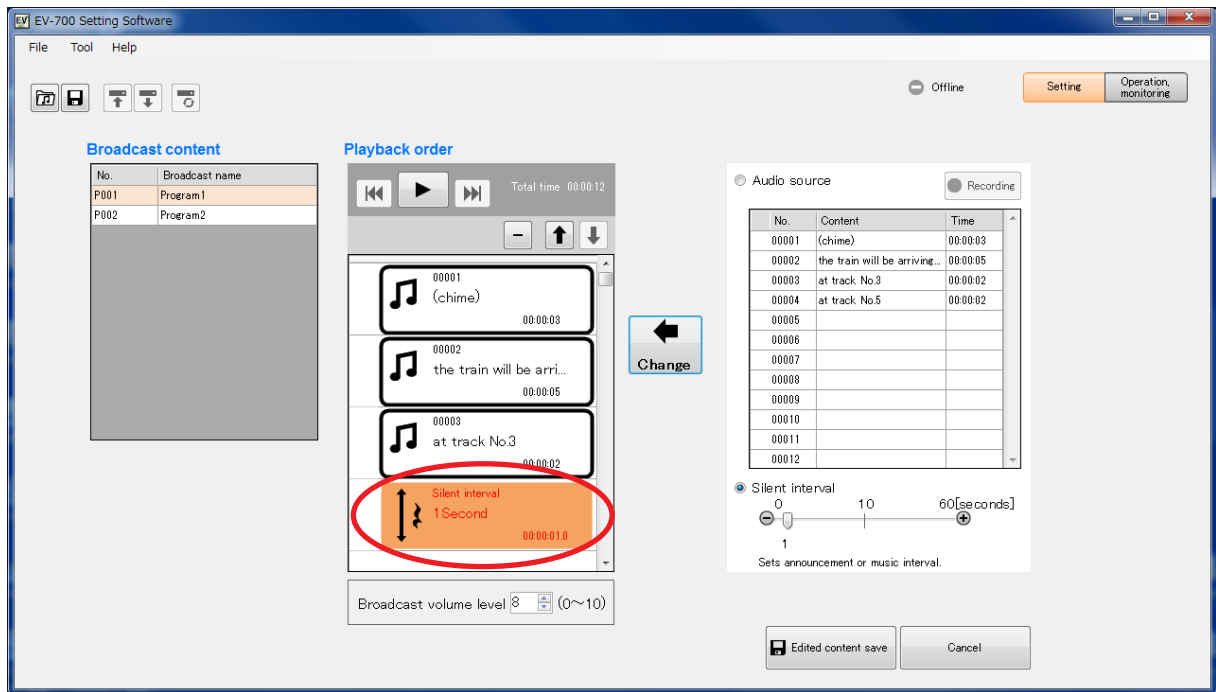 EV EV-700 Setting Software
File Tool Help
Offline
Setting
Operation,
monitoring
Broadcast content
No. Broadcast name
P001 Program1
P002 Program2
Playback order
Total time 00:00:12
00001
(chime)
00:00:03
00002
the train will be arri...
00:00:05
00003
at track No.3
00:00:02
Silent interval
1Second
00:00:01.0
Broadcast volume level 8 (0～10)
Change
Audio source
Recording
No. Content Time
00001 (chime) 00:00:03
00002 the train will be arriving... 00:00:05
00003 at track No.3 00:00:02
00004 at track No.5 00:00:02
00005
00006
00007
00008
00009
00010
00011
00012
Silent interval
0 10 60[seconds]
1
Sets announcement or music interval.
Edited content save
Cancel